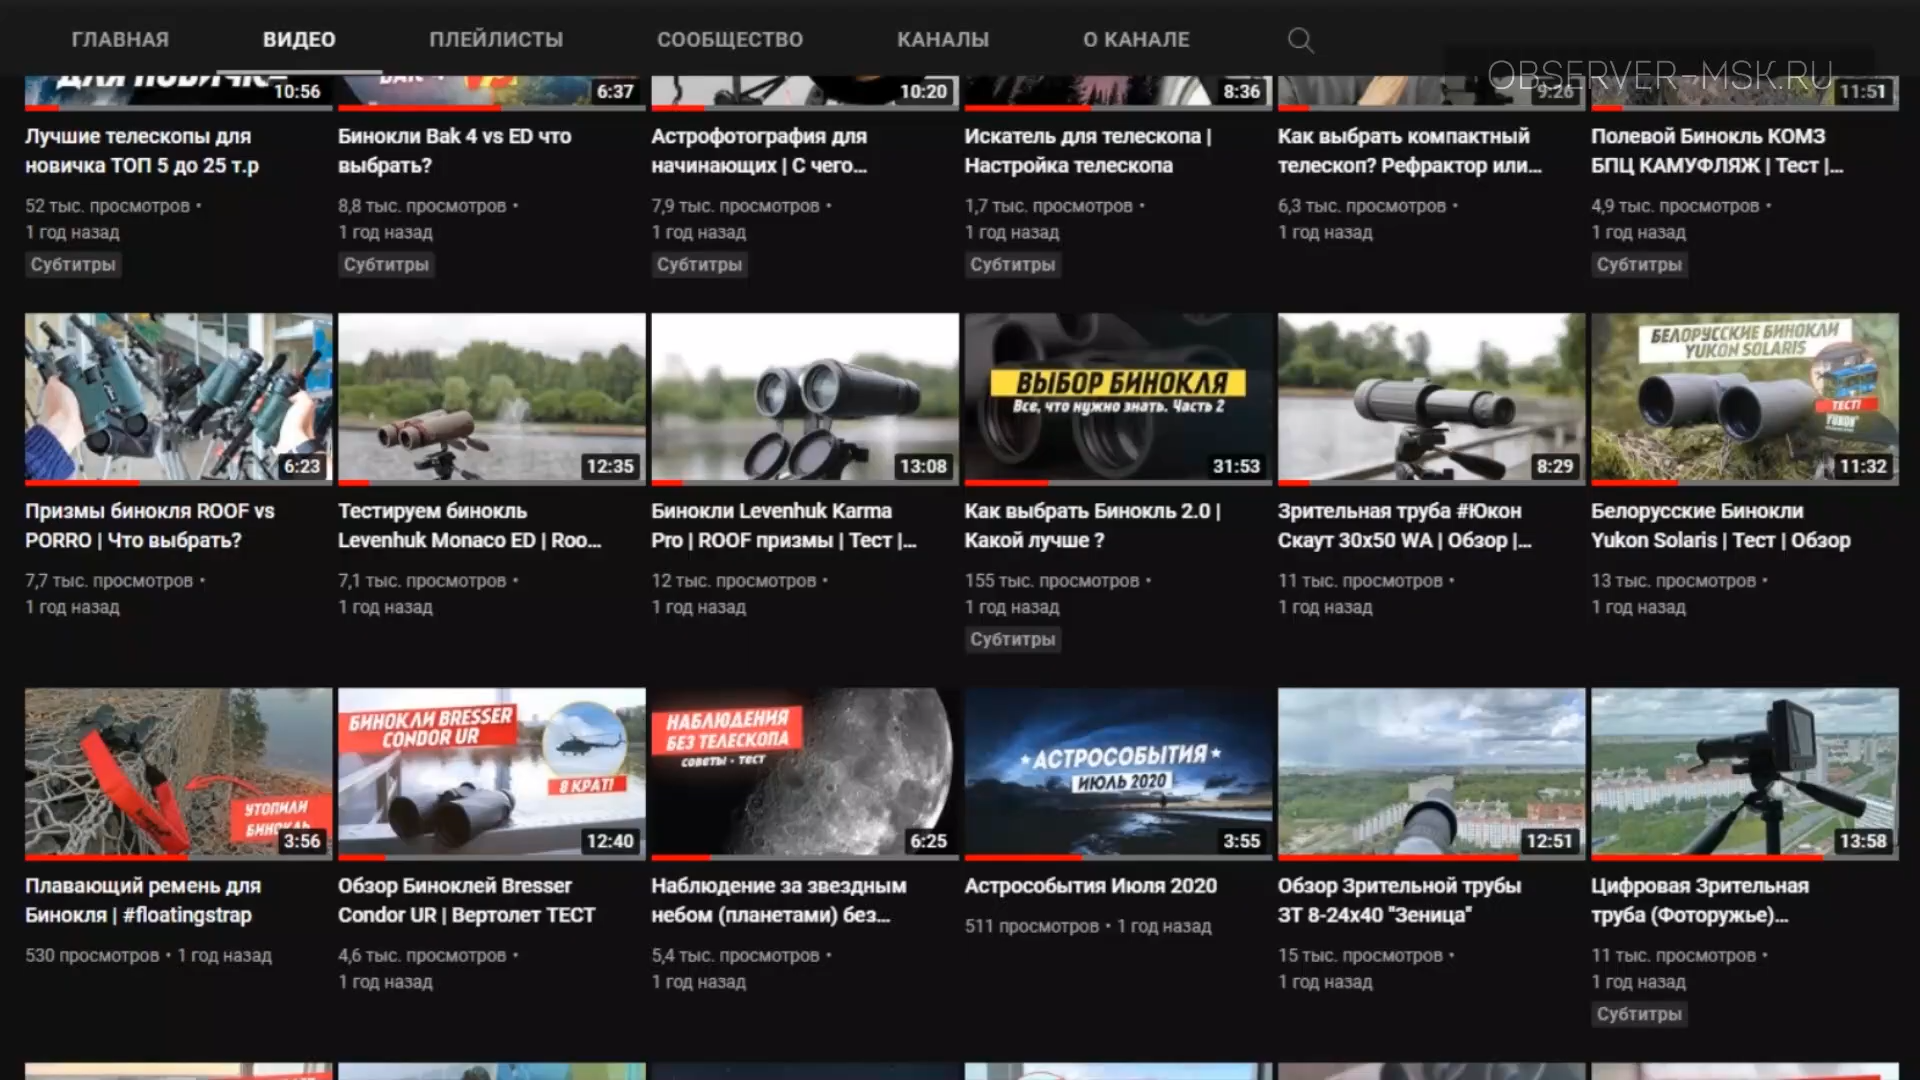 ГЛАВНАЯ ВИДЕО ПЛЕЙЛИСТЫ СООБЩЕСТВО КАНАЛЫ О КАНАЛЕ
OBSERVER-MSK.RU
10:56 6:37 10:20 8:36 9:26 11:51
Лучшие телескопы для
новичка ТОП 5 до 25 т.р
52 тыс. просмотров •
1 год назад
Субтитры
Бинокли Bak 4 vs ED что
выбрать?
8,8 тыс. просмотров •
1 год назад
Субтитры
Астрофотография для
начинающих | С чего...
7,9 тыс. просмотров •
1 год назад
Субтитры
Искатель для телескопа |
Настройка телескопа
1,7 тыс. просмотров •
1 год назад
Субтитры
Как выбрать компактный
телескоп? Рефрактор или...
6,3 тыс. просмотров •
1 год назад
Полевой Бинокль КОМЗ
БПЦ КАМУФЛЯЖ | Тест |...
4,9 тыс. просмотров •
1 год назад
Субтитры
6:23
Призмы бинокля ROOF vs
PORRO | Что выбрать?
7,7 тыс. просмотров •
1 год назад
12:35
Тестируем бинокль
Levenhuk Monaco ED | Roo...
7,1 тыс. просмотров •
1 год назад
13:08
Бинокли Levenhuk Karma
Pro | ROOF призмы | Тест |...
12 тыс. просмотров •
1 год назад
ВЫБОР БИНОКЛЯ
Все, что нужно знать. Часть 2
31:53
Как выбрать Бинокль 2.0 |
Какой лучше ?
155 тыс. просмотров •
1 год назад
Субтитры
8:29
Зрительная труба #Юкон
Скаут 30x50 WA | Обзор |...
11 тыс. просмотров •
1 год назад
БЕЛОРУССКИЕ БИНОКЛИ
YUKON SOLARIS
ТЕСТ!
YUKON
11:32
Белорусские Бинокли
Yukon Solaris | Тест | Обзор
13 тыс. просмотров •
1 год назад
УТОПИЛИ
БИНОКЛЬ
3:56
Плавающий ремень для
Бинокля | #floatingstrap
530 просмотров • 1 год назад
БИНОКЛИ BRESSER
CONDOR UR
8 КРАТ!
12:40
Обзор Биноклей Bresser
Condor UR | Вертолет ТЕСТ
4,6 тыс. просмотров •
1 год назад
НАБЛЮДЕНИЯ
БЕЗ ТЕЛЕСКОПА
советы - тест
6:25
Наблюдение за звездным
небом (планетами) без...
5,4 тыс. просмотров •
1 год назад
АСТРОСОБЫТИЯ
ИЮЛЬ 2020
3:55
Астрособытия Июля 2020
511 просмотров • 1 год назад
12:51
Обзор Зрительной трубы
ЗТ 8-24x40 "Зеница"
15 тыс. просмотров •
1 год назад
13:58
Цифровая Зрительная
труба (Фоторужье)...
11 тыс. просмотров •
1 год назад
Субтитры